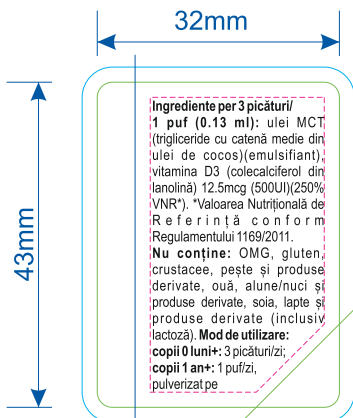 32mm
43mm
Ingrediente per 3 picături/
1 puf (0.13 ml): ulei MCT
(trigliceride cu catenă medie din
ulei de cocos)(emulsifiant),
vitamina D3 (colecalciferol din
lanolină) 12.5mcg (500UI)(250%
VNR*). *Valoarea Nutrițională de
Referință conform
Regulamentului 1169/2011.
Nu conține: OMG, gluten,
crustacee, pește și produse
derivate, ouă, alune/nuci și
produse derivate, soia, lapte și
produse derivate (inclusiv
lactoză). Mod de utilizare:
copii 0 luni+: 3 picături/zi;
copii 1 an+: 1 puf/zi,
pulverizat pe